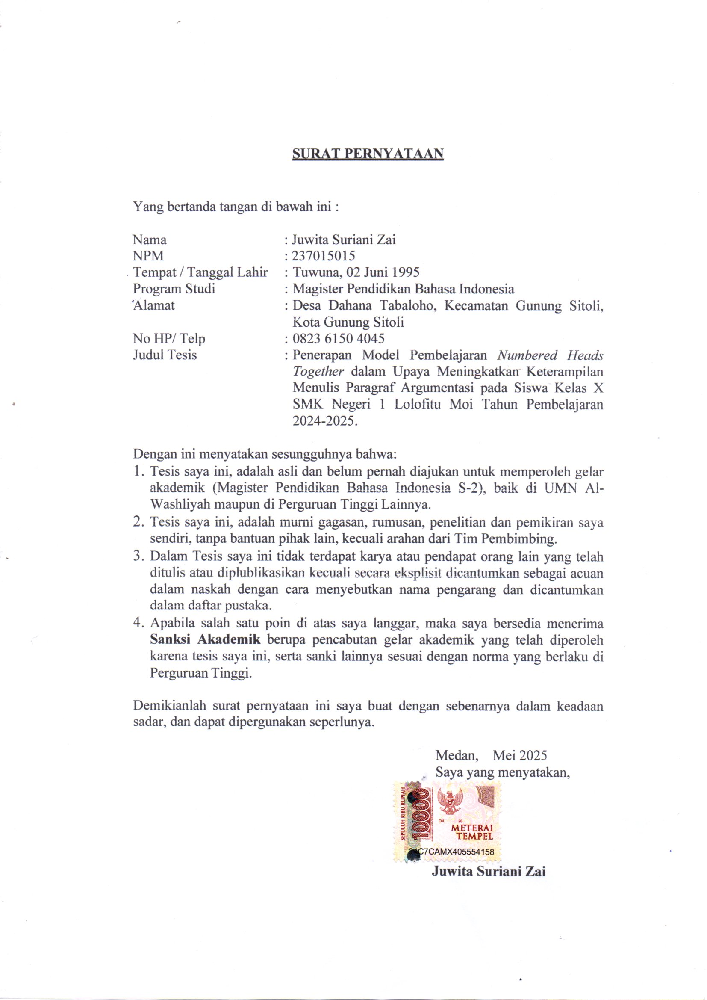 SURAT PERNYATAAN
Yang bertanda tangan di bawah ini :
Nama : Juwita Suriani Zai
NPM : 237015015
Tempat / Tanggal Lahir : Tuwuna, 02 Juni 1995
Program Studi : Magister Pendidikan Bahasa Indonesia
Alamat : Desa Dahana Tabaloho, Kecamatan Gunung Sitoli,
Kota Gunung Sitoli
No HP/ Telp : 0823 6150 4045
Judul Tesis : Penerapan Model Pembelajaran Numbered Heads
Together dalam Upaya Meningkatkan Keterampilan
Menulis Paragraf Argumentasi pada Siswa Kelas X
SMK Negeri 1 Lolofitu Moi Tahun Pembelajaran
2024-2025.
Dengan ini menyatakan sesungguhnya bahwa:
1. Tesis saya ini, adalah asli dan belum pernah diajukan untuk memperoleh gelar
akademik (Magister Pendidikan Bahasa Indonesia S-2), baik di UMN Al-
Washliyah maupun di Perguruan Tinggi Lainnya.
2. Tesis saya ini, adalah murni gagasan, rumusan, penelitian dan pemikiran saya
sendiri, tanpa bantuan pihak lain, kecuali arahan dari Tim Pembimbing.
3. Dalam Tesis saya ini tidak terdapat karya atau pendapat orang lain yang telah
ditulis atau diplublikasikan kecuali secara eksplisit dicantumkan sebagai acuan
dalam naskah dengan cara menyebutkan nama pengarang dan dicantumkan
dalam daftar pustaka.
4. Apabila salah satu poin di atas saya langgar, maka saya bersedia menerima
Sanksi Akademik berupa pencabutan gelar akademik yang telah diperoleh
karena tesis saya ini, serta sanki lainnya sesuai dengan norma yang berlaku di
Perguruan Tinggi.
Demikianlah surat pernyataan ini saya buat dengan sebenarnya dalam keadaan
sadar, dan dapat dipergunakan seperlunya.
Medan, Mei 2025
Saya yang menyatakan,
SEPULUH RIBU RUPIAH
10000
TGL. 20
METERAI
TEMPEL
Juwita Suriani Zai